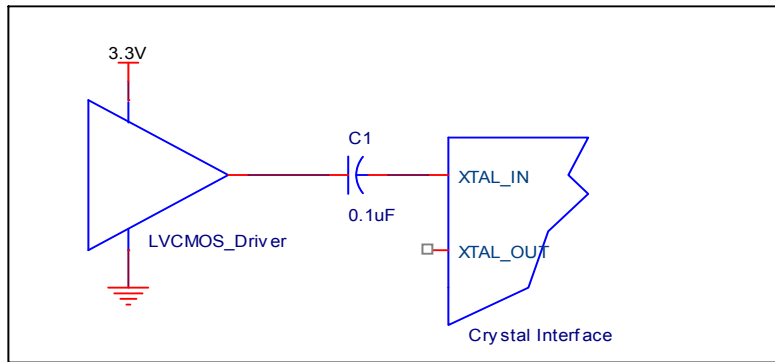 3.3V
C1
XTAL_IN
0.1uF
LVCMOS_Driver
XTAL_OUT
Crystal Interface